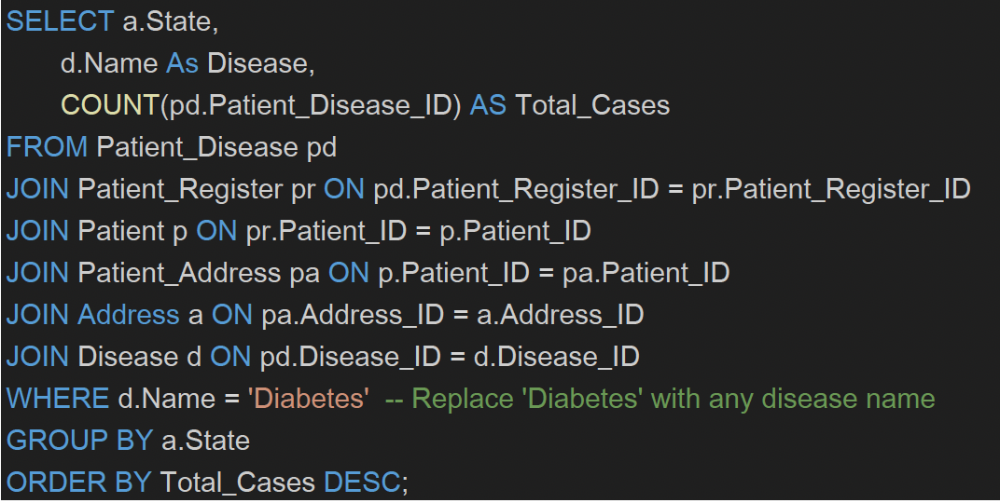 SELECT a.State,
d.Name As Disease,
COUNT(pd.Patient_Disease_ID) AS Total_Cases
FROM Patient_Disease pd
JOIN Patient_Register pr ON pd.Patient_Register_ID = pr.Patient_Register_ID
JOIN Patient p ON pr.Patient_ID = p.Patient_ID
JOIN Patient_Address pa ON p.Patient_ID = pa.Patient_ID
JOIN Address a ON pa.Address_ID = a.Address_ID
JOIN Disease d ON pd.Disease_ID = d.Disease_ID
WHERE d.Name = 'Diabetes'  -- Replace 'Diabetes' with any disease name
GROUP BY a.State
ORDER BY Total_Cases DESC;